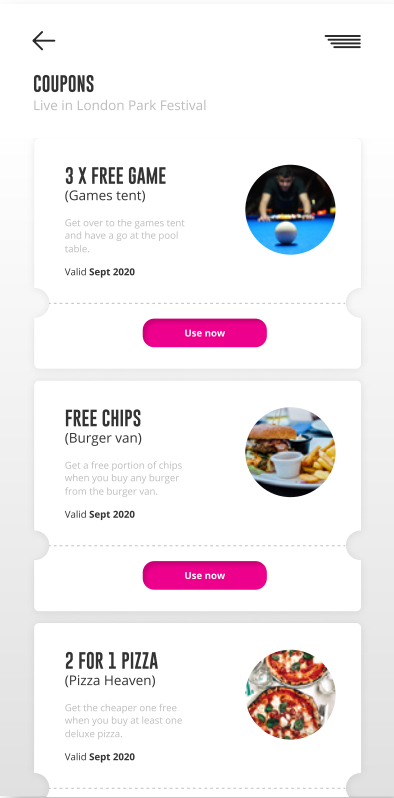 COUPONS
Live in London Park Festival
3 X FREE GAME
(Games tent)
Get over to the games tent
and have a go at the pool
table.
Valid Sept 2020
Use now
FREE CHIPS
(Burger van)
Get a free portion of chips
when you buy any burger
from the burger van.
Valid Sept 2020
Use now
2 FOR 1 PIZZA
(Pizza Heaven)
Get the cheaper one free
when you buy at least one
deluxe pizza.
Valid Sept 2020